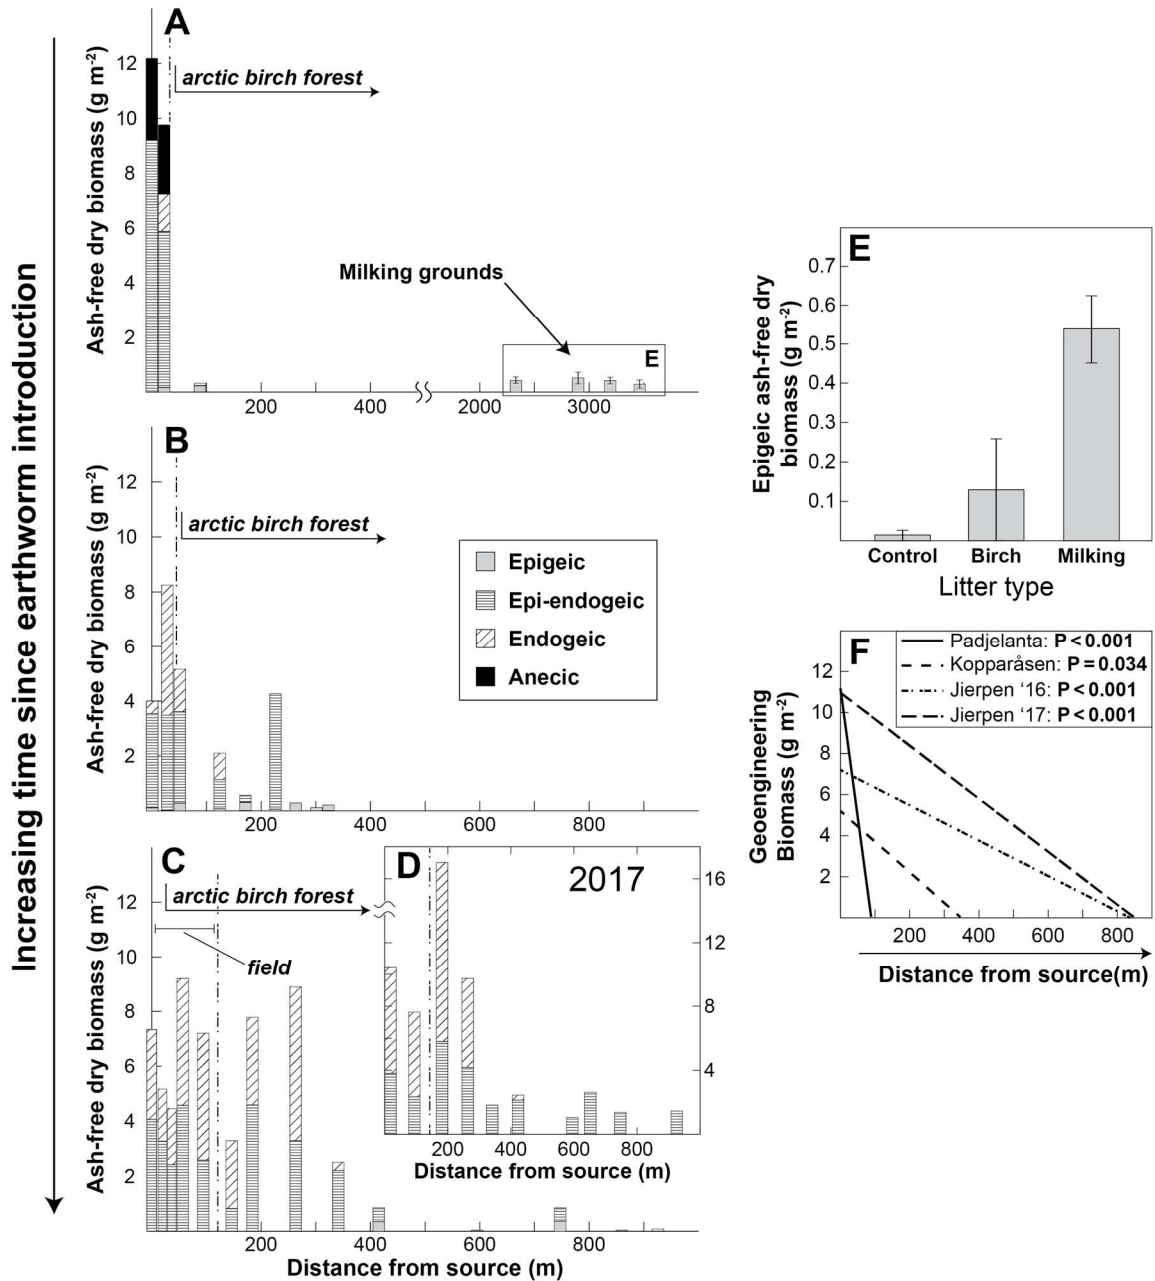 Increasing time since earthworm introduction
A
Ash-free dry biomass (g m-2)
12
10
8
6
4
2
arctic birch forest
Milking grounds
E
200
400
2000
3000
B
Ash-free dry biomass (g m-2)
12
10
8
6
4
2
arctic birch forest
200
400
800
Epigeic
Epi-endogeic
Endogeic
Anecic
C
Ash-free dry biomass (g m-2)
12
10
8
6
4
2
arctic birch forest
field
200
400
600
800
Distance from source (m)
D
2017
16
12
8
4
200
400
600
800
Distance from source (m)
E
Epigeic ash-free dry
biomass (g m-2)
0.7
0.6
0.5
0.4
0.3
0.2
0.1
Control
Birch
Milking
Litter type
F
Padjelanta: P < 0.001
Kopparåsen: P = 0.034
Jierpen ‘16: P < 0.001
Jierpen ‘17: P < 0.001
Geoengineering
Biomass (g m-2)
12
10
8
6
4
2
200
400
600
800
Distance from source(m)